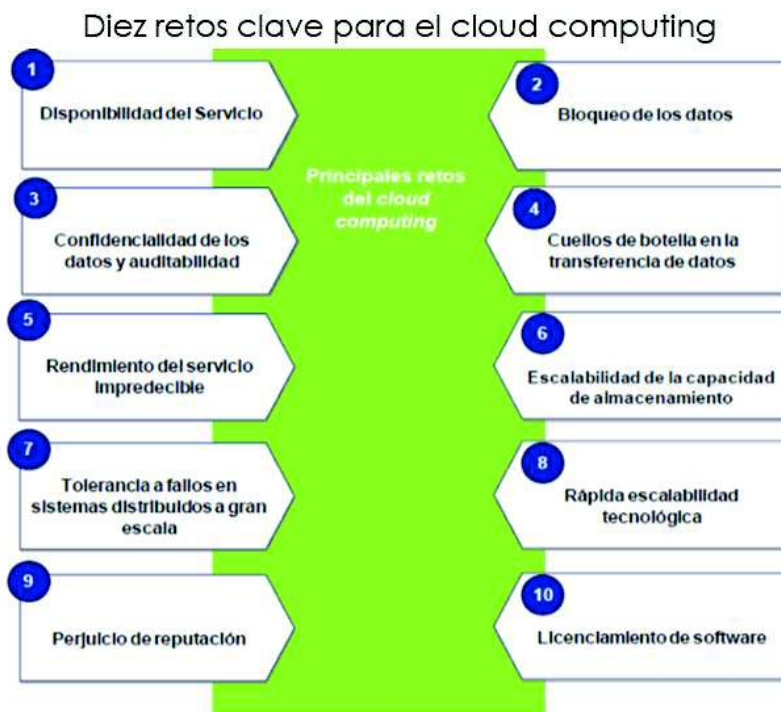 Diez retos clave para el cloud computing
1
Disponibilidad del Servicio
2
Bloqueo de los datos
Principales retos
del cloud
computing
3
Confidencialidad de los
datos y auditabilidad
4
Cuellos de botella en la
transferencia de datos
5
Rendimiento del servicio
impredecible
6
Escalabilidad de la capacidad
de almacenamiento
7
Tolerancia a fallos en
sistemas distribuidos a gran
escala
8
Rápida escalabilidad
tecnológica
9
Perjuicio de reputación
10
Licenciamiento de software